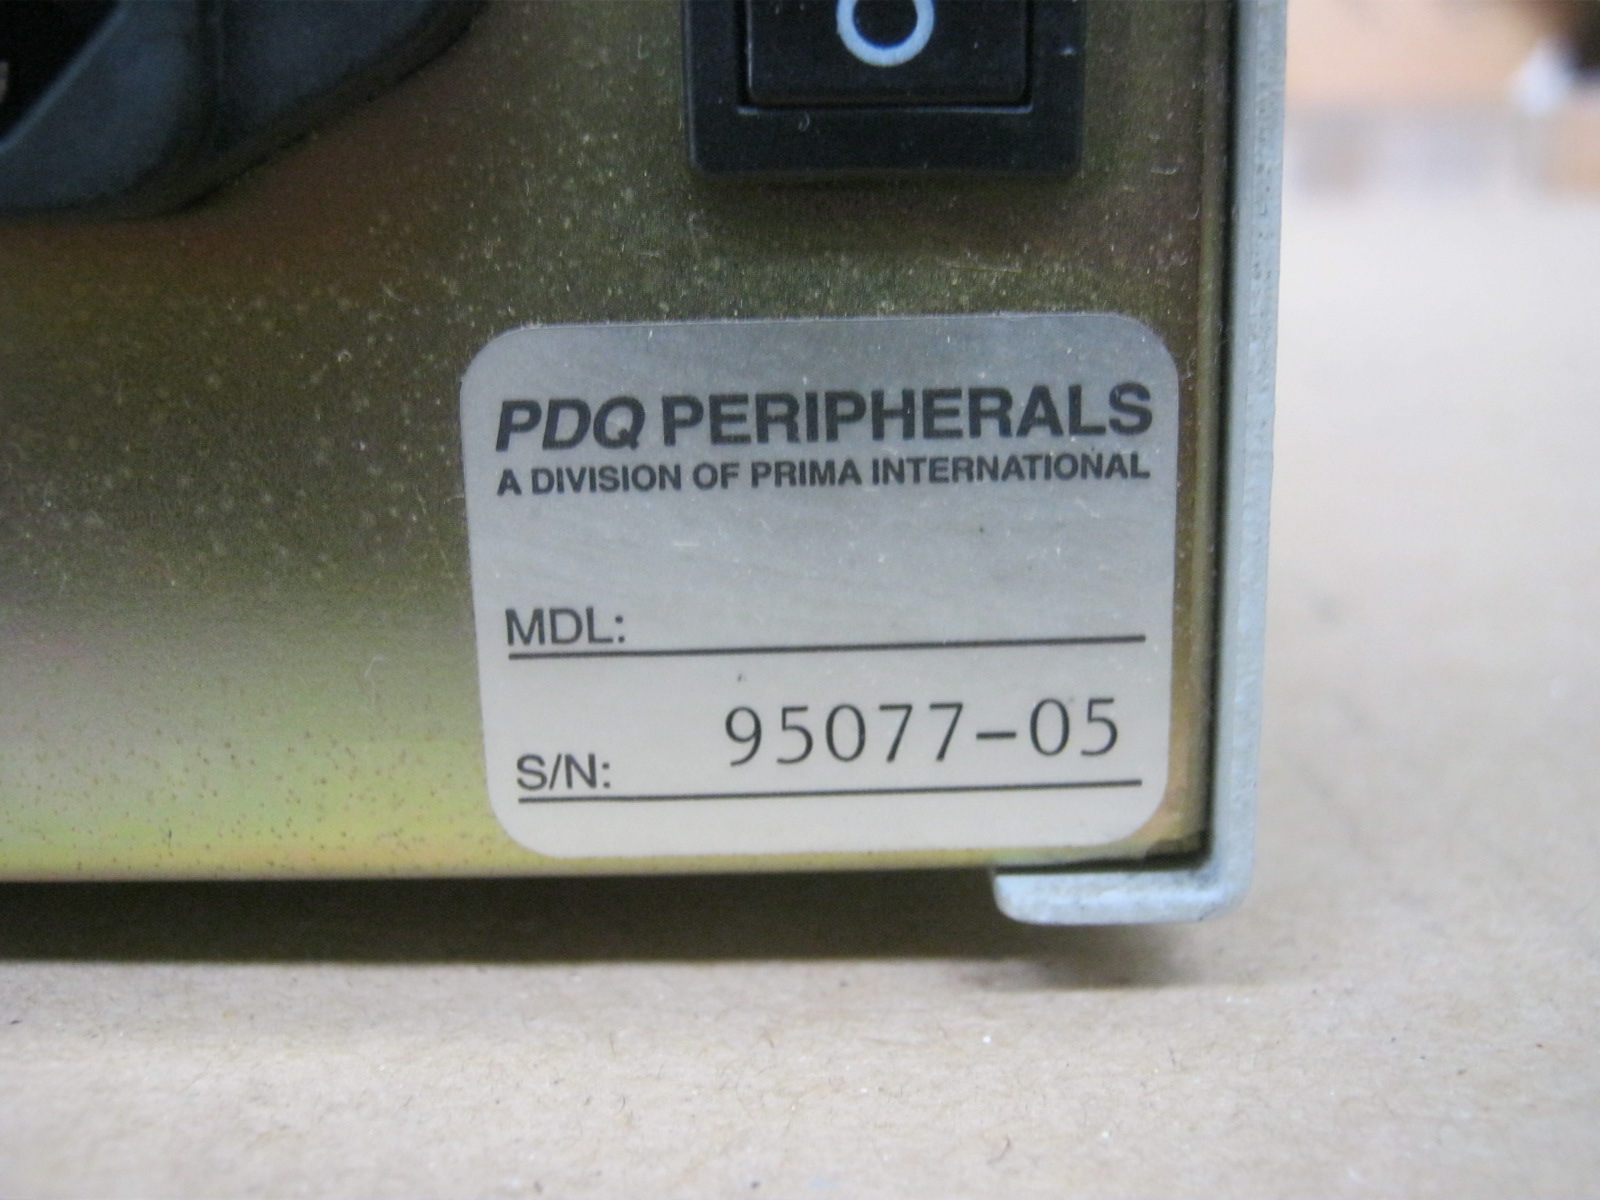 PDQ PERIPHERALS
A DIVISION OF PRIMA INTERNATIONAL
MDL:
S/N: 95077-05